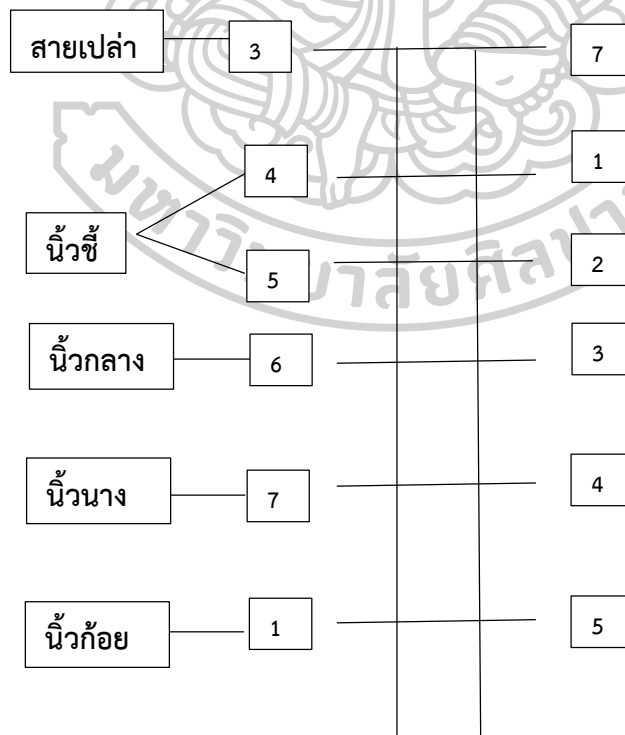 สายเปล่า 3 7
4 1
นิ้วชี้
5 2
นิ้วกลาง 6 3
นิ้วนาง 7 4
นิ้วก้อย 1 5